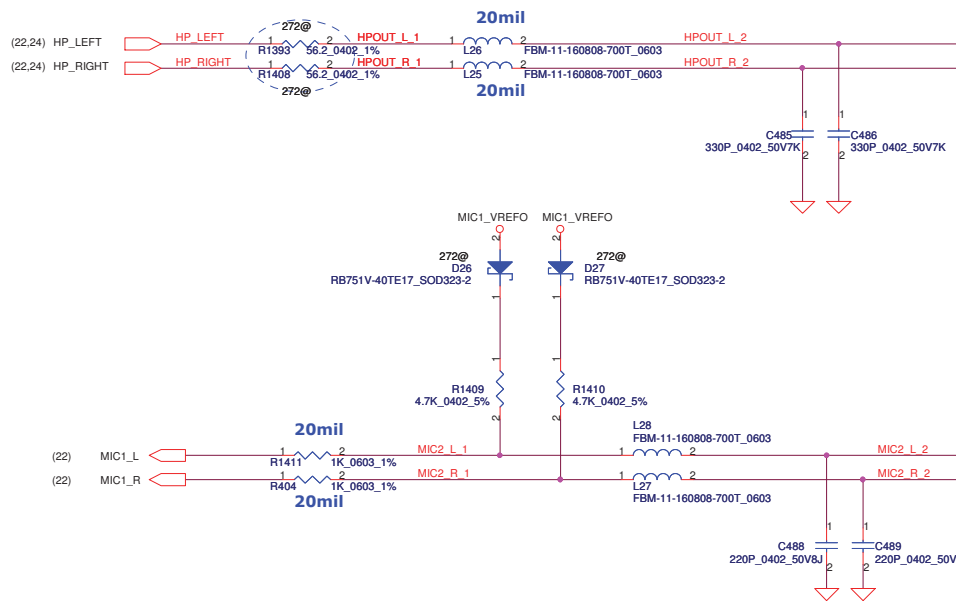 20mil
272@
(22,24) HP_LEFT HP_LEFT 1 2 HPOUT_L_1 1 2 HPOUT_L_2
R1393 56.2_0402_1% L26 FBM-11-160808-700T_0603
(22,24) HP_RIGHT HP_RIGHT 1 2 HPOUT_R_1 1 2 HPOUT_R_2
R1408 56.2_0402_1% L25 FBM-11-160808-700T_0603
272@
20mil
1 1
C485 C486
330P_0402_50V7K 330P_0402_50V7K
2 2
MIC1_VREFO MIC1_VREFO
2 2
272@ 272@
D26 D27
RB751V-40TE17_SOD323-2 RB751V-40TE17_SOD323-2
1 1
1 1
R1409 R1410
4.7K_0402_5% 4.7K_0402_5%
2 2
L28
20mil FBM-11-160808-700T_0603
(22) MIC1_L 1 2 MIC2_L_1 1 2 MIC2_L_2
R1411 1K_0603_1%
(22) MIC1_R 1 2 MIC2_R_1 1 2 MIC2_R_2
R404 1K_0603_1% L27
20mil FBM-11-160808-700T_0603
1 1
C488 C489
220P_0402_50V8J 220P_0402_50V
2 2